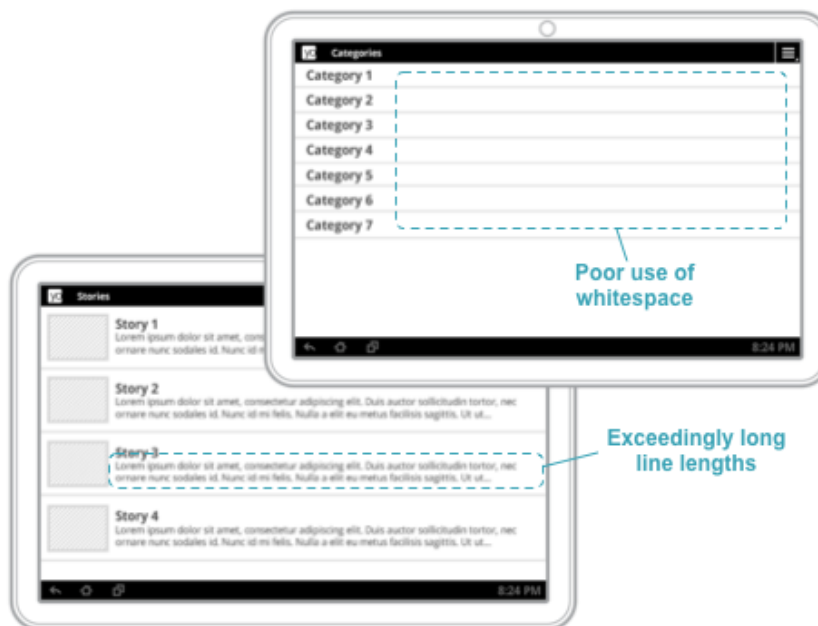 yo Categories
Category 1
Category 2
Category 3
Category 4
Category 5
Category 6
Category 7
Poor use of
whitespace
8:24 PM
yo Stories
Story 1
Lorem ipsum dolor sit amet, cons
ornare nunc sodales id. Nunc id m
Story 2
Lorem ipsum dolor sit amet, consectetur adipiscing elit. Duis auctor sollicitudin tortor, nec
ornare nunc sodales id. Nunc id mi felis. Nulla a elit eu metus facilisis sagittis. Ut ut...
Story 3
Lorem ipsum dolor sit amet, consectetur adipiscing elit. Duis auctor sollicitudin tortor, nec
ornare nunc sodales id. Nunc id mi felis. Nulla a elit eu metus facilisis sagittis. Ut ut...
Exceedingly long
line lengths
Story 4
Lorem ipsum dolor sit amet, consectetur adipiscing elit. Duis auctor sollicitudin tortor, nec
ornare nunc sodales id. Nunc id mi felis. Nulla a elit eu metus facilisis sagittis. Ut ut...
8:24 PM